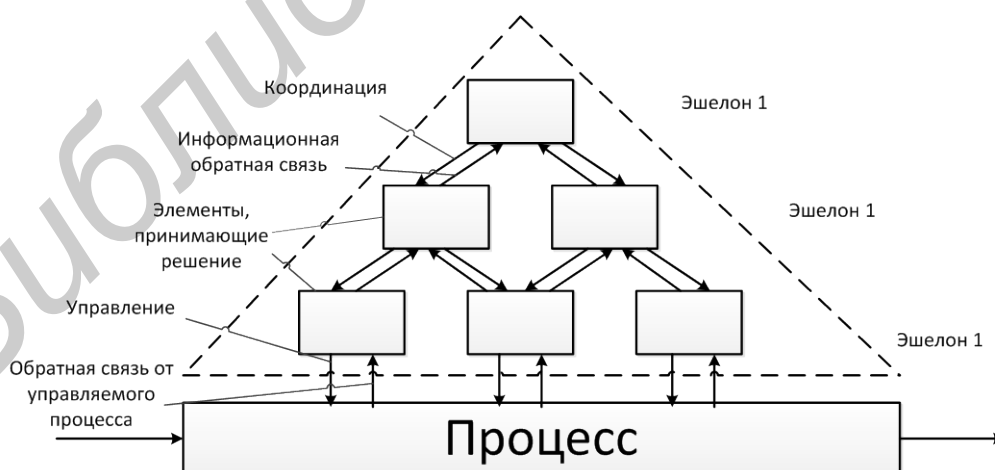 Координация
Эшелон 1
Информационная
обратная связь
Элементы,
принимающие
решение
Эшелон 1
Управление
Эшелон 1
Обратная связь от
управляемого
процесса
Процесс